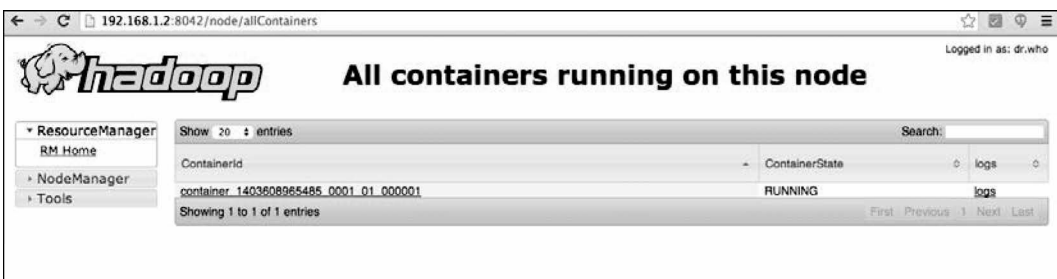 192.168.1.2:8042/node/allContainers
Logged in as: dr.who
hadoop
All containers running on this node
ResourceManager
RM Home
NodeManager
Tools
Show 20 entries
Search:
ContainerId ContainerState logs
container_1403608965485_0001_01_000001 RUNNING logs
Showing 1 to 1 of 1 entries
First Previous 1 Next Last